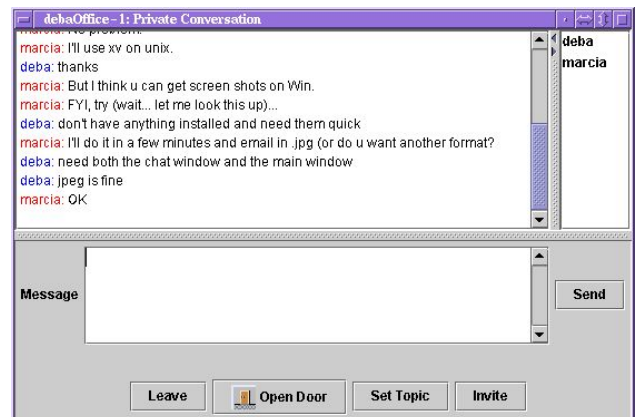 debaOffice-1: Private Conversation
marcia: No problem.
marcia: I'll use xv on unix.
deba: thanks
marcia: But I think u can get screen shots on Win.
marcia: FYI, try (wait... let me look this up)...
deba: don't have anything installed and need them quick
marcia: I'll do it in a few minutes and email in .jpg (or do u want another format?
deba: need both the chat window and the main window
deba: jpeg is fine
marcia: OK
deba
marcia
Message
Send
Leave
Open Door
Set Topic
Invite